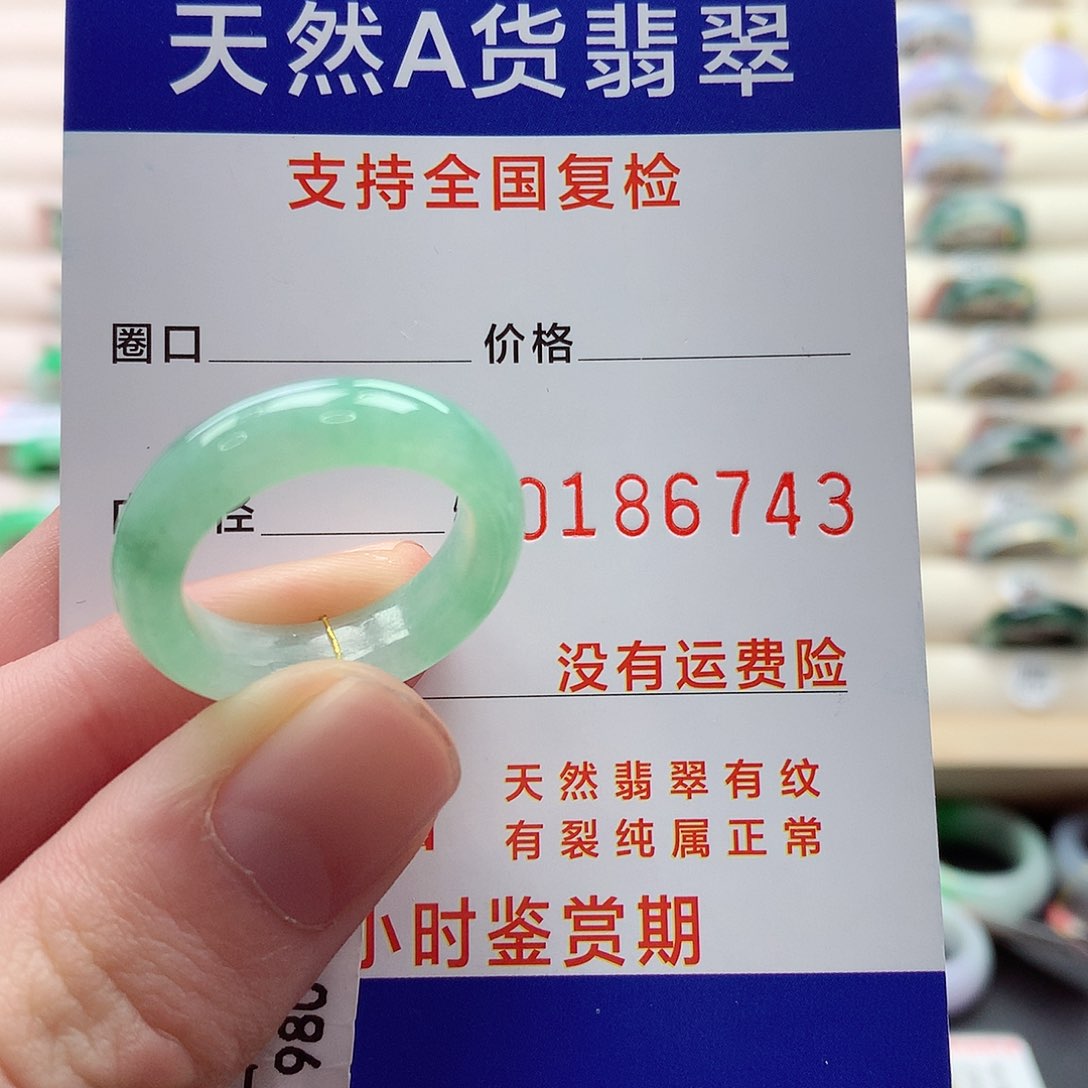 天然A货翡翠
支持全国复检
圈口 价格
径 0186743
没有运费险
天然翡翠有纹
有裂纯属正常
小时鉴赏期
980